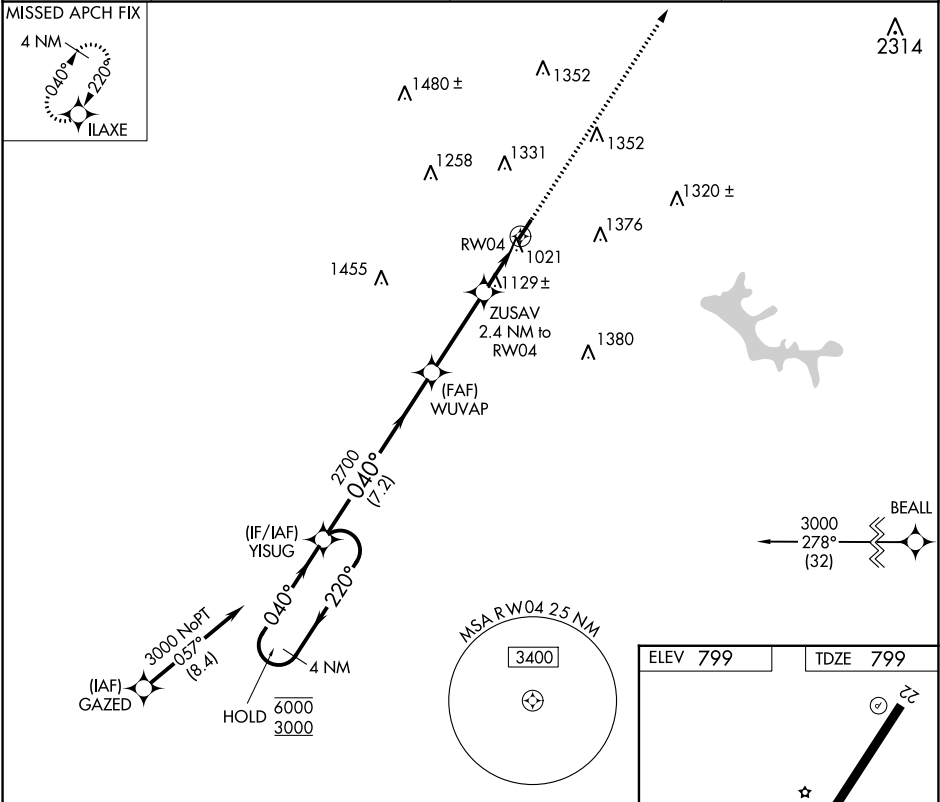 MISSED APCH FIX
4 NM
040°
220°
ILAXE
2314
1480 ±
1352
1352
1258
1331
1320 ±
1376
RW04
1021
1455
1129 ±
ZUSAV
2.4 NM to
RW04
1380
(FAF)
WUVAP
2700
040°
(7.2)
(IF/IAF)
YISUG
BEALL
3000
278°
(32)
040°
220°
3000 NoPT
057°
(8.4)
4 NM
(IAF)
GAZED
HOLD
6000
3000
MSA RW04 25 NM
3400
ELEV 799
TDZE 799
22